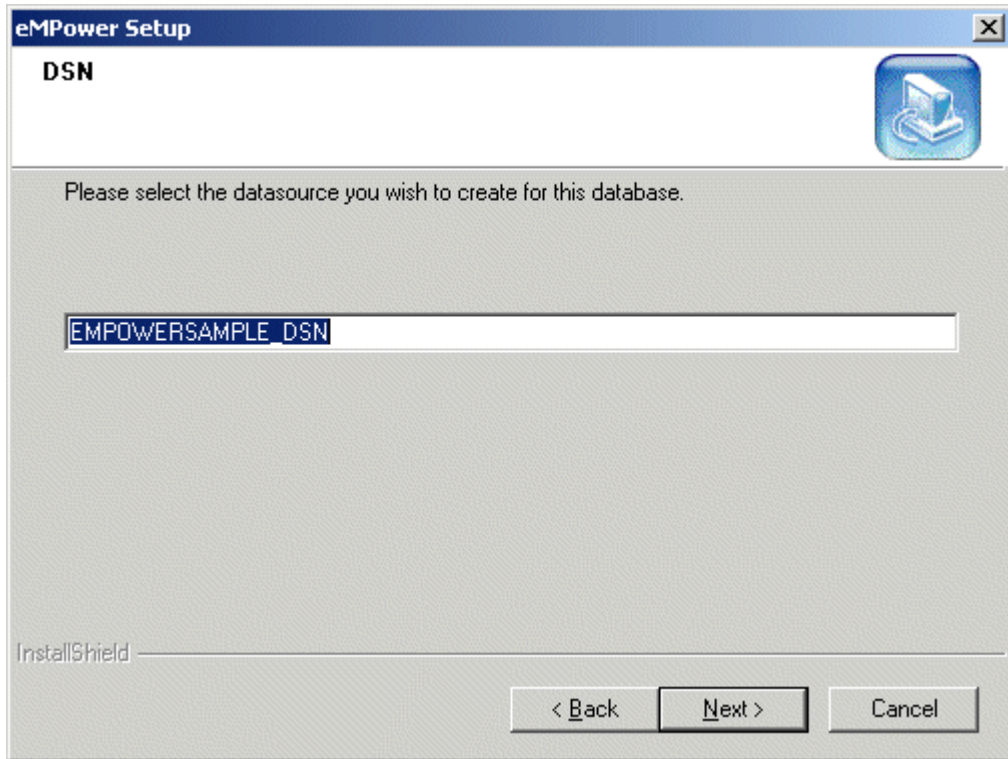 eMPower Setup
DSN
Please select the datasource you wish to create for this database.
EMPOWERSAMPLE_DSN
InstallShield
< Back Next > Cancel